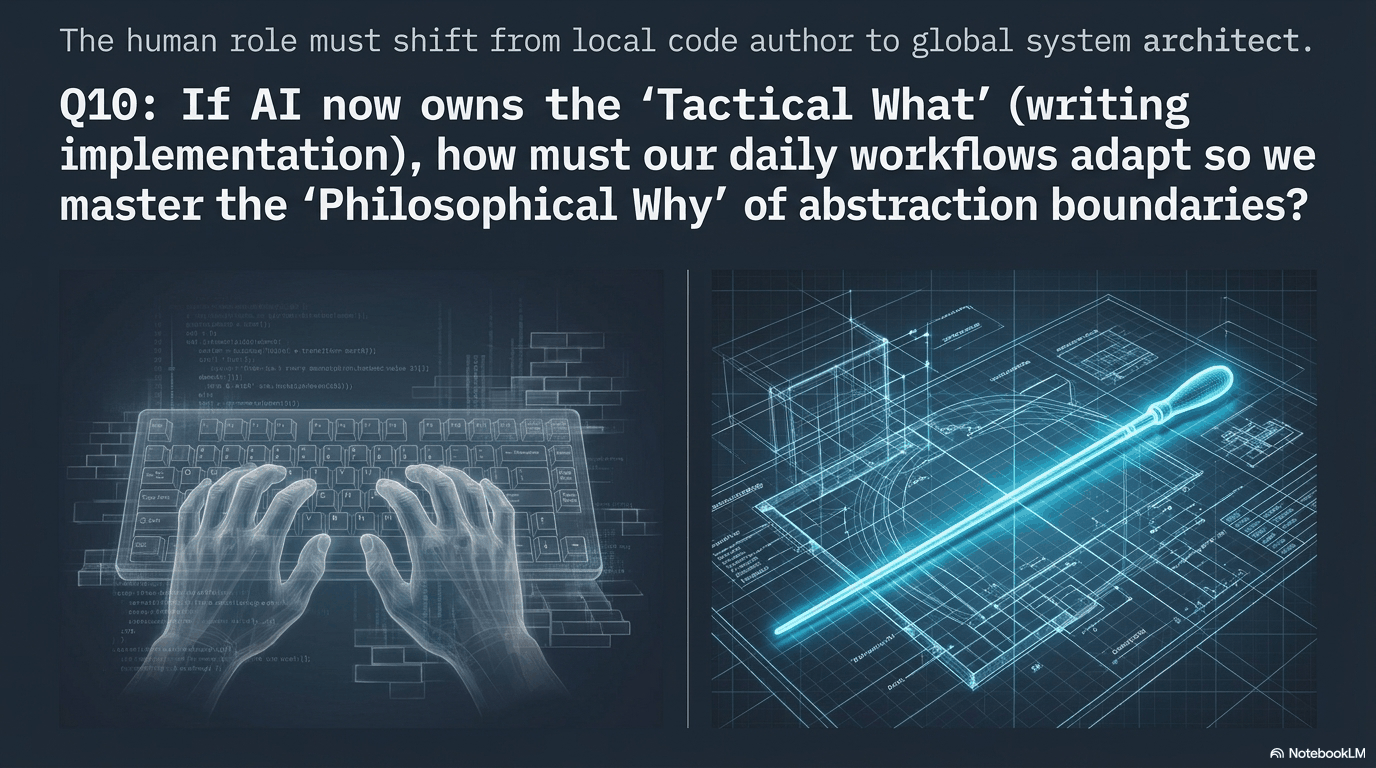 The human role must shift from local code author to global system architect.
Q10: If AI now owns the ‘Tactical What’ (writing
implementation), how must our daily workflows adapt so we
master the ‘Philosophical Why’ of abstraction boundaries?
NotebookLM